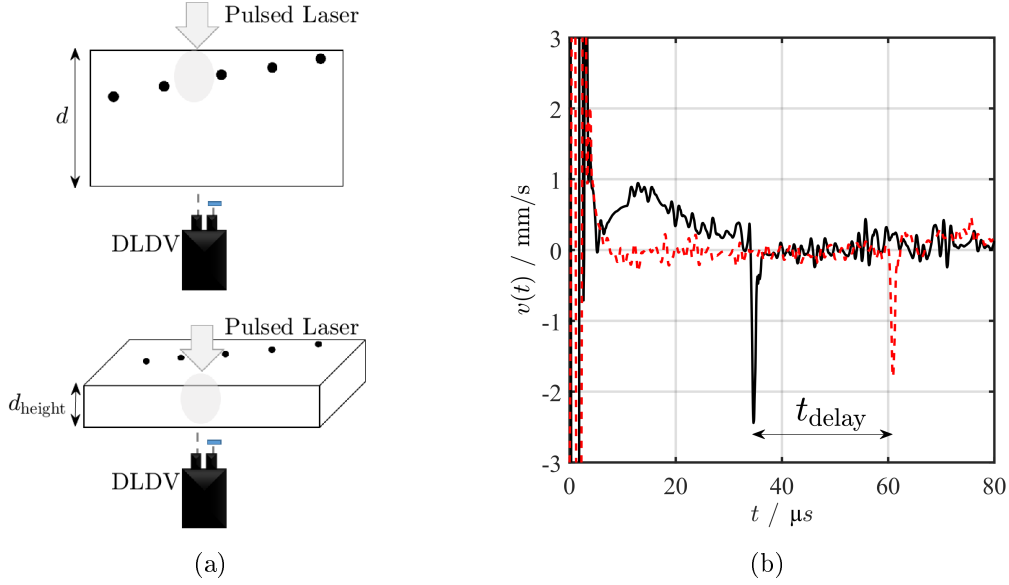 Pulsed Laser
d
DLDV
Pulsed Laser
d_height
DLDV
(a)
3
2
1
0
-1
-2
-3
v(t) / mm/s
t_delay
0 20 40 60 80
t / μs
(b)